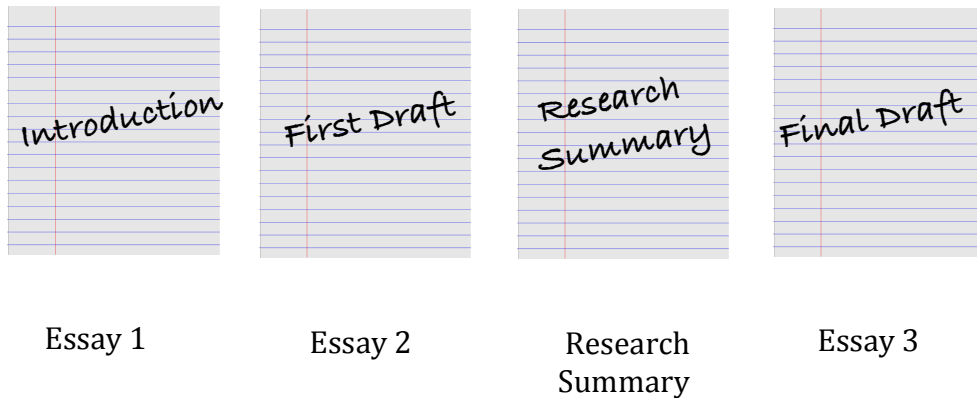 Introduction
First Draft
Research
Summary
Final Draft
Essay 1
Essay 2
Research
Summary
Essay 3